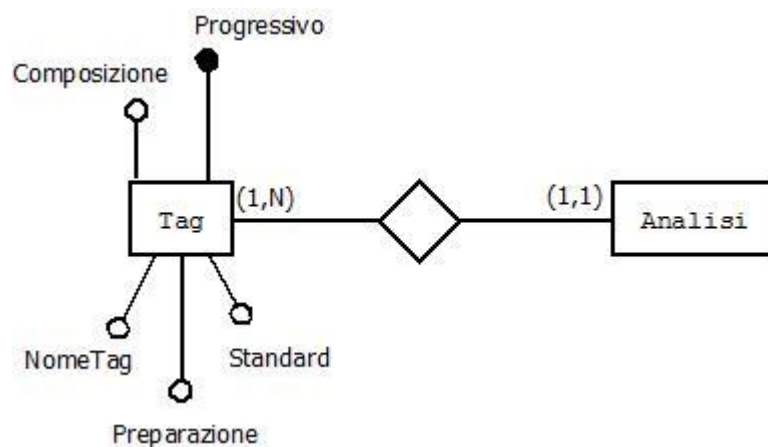 Progressivo
Composizione
(1,N)
(1,1)
Tag
Analisi
NomeTag
Standard
Preparazione